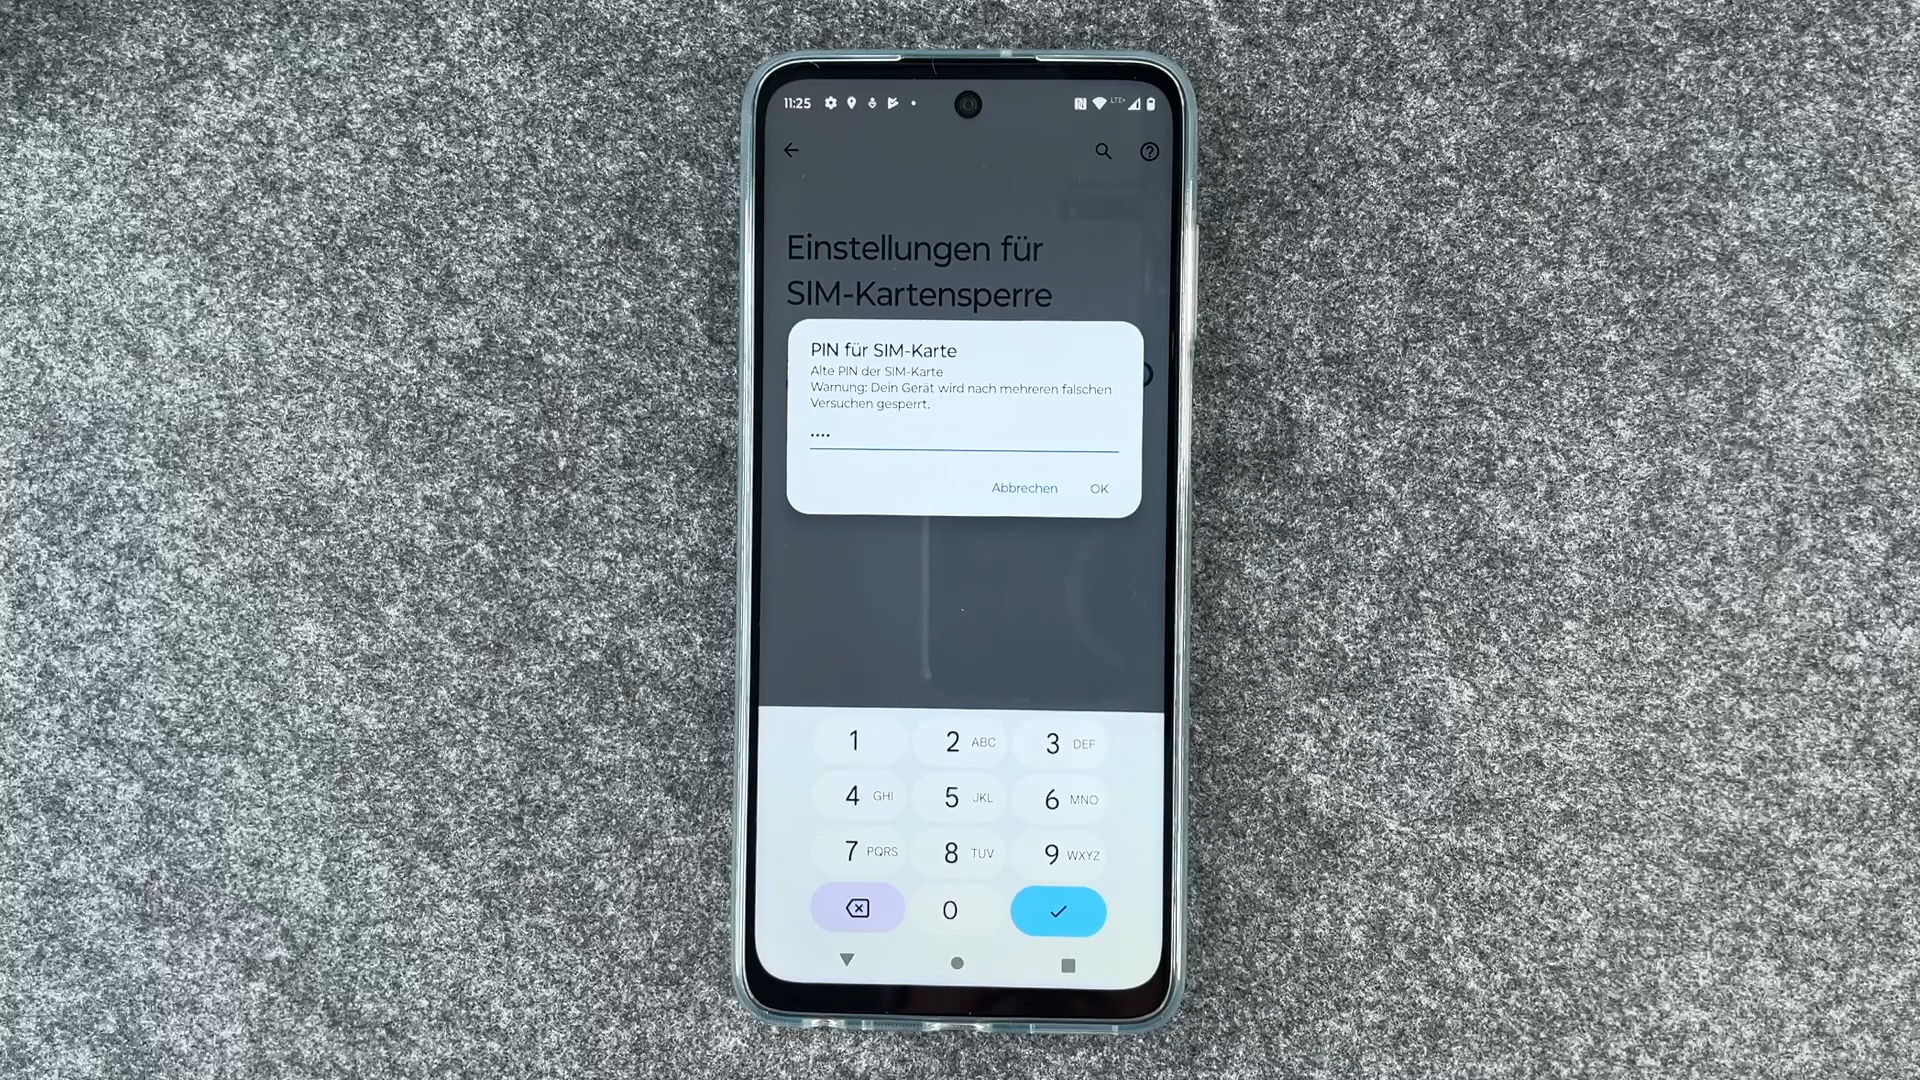 11:25 LTE+
Einstellungen für
SIM-Kartensperre
PIN für SIM-Karte
Alte PIN der SIM-Karte
Warnung: Dein Gerät wird nach mehreren falschen
Versuchen gesperrt.
····
Abbrechen OK
1 2 ABC 3 DEF
4 GHI 5 JKL 6 MNO
7 PQRS 8 TUV 9 WXYZ
0